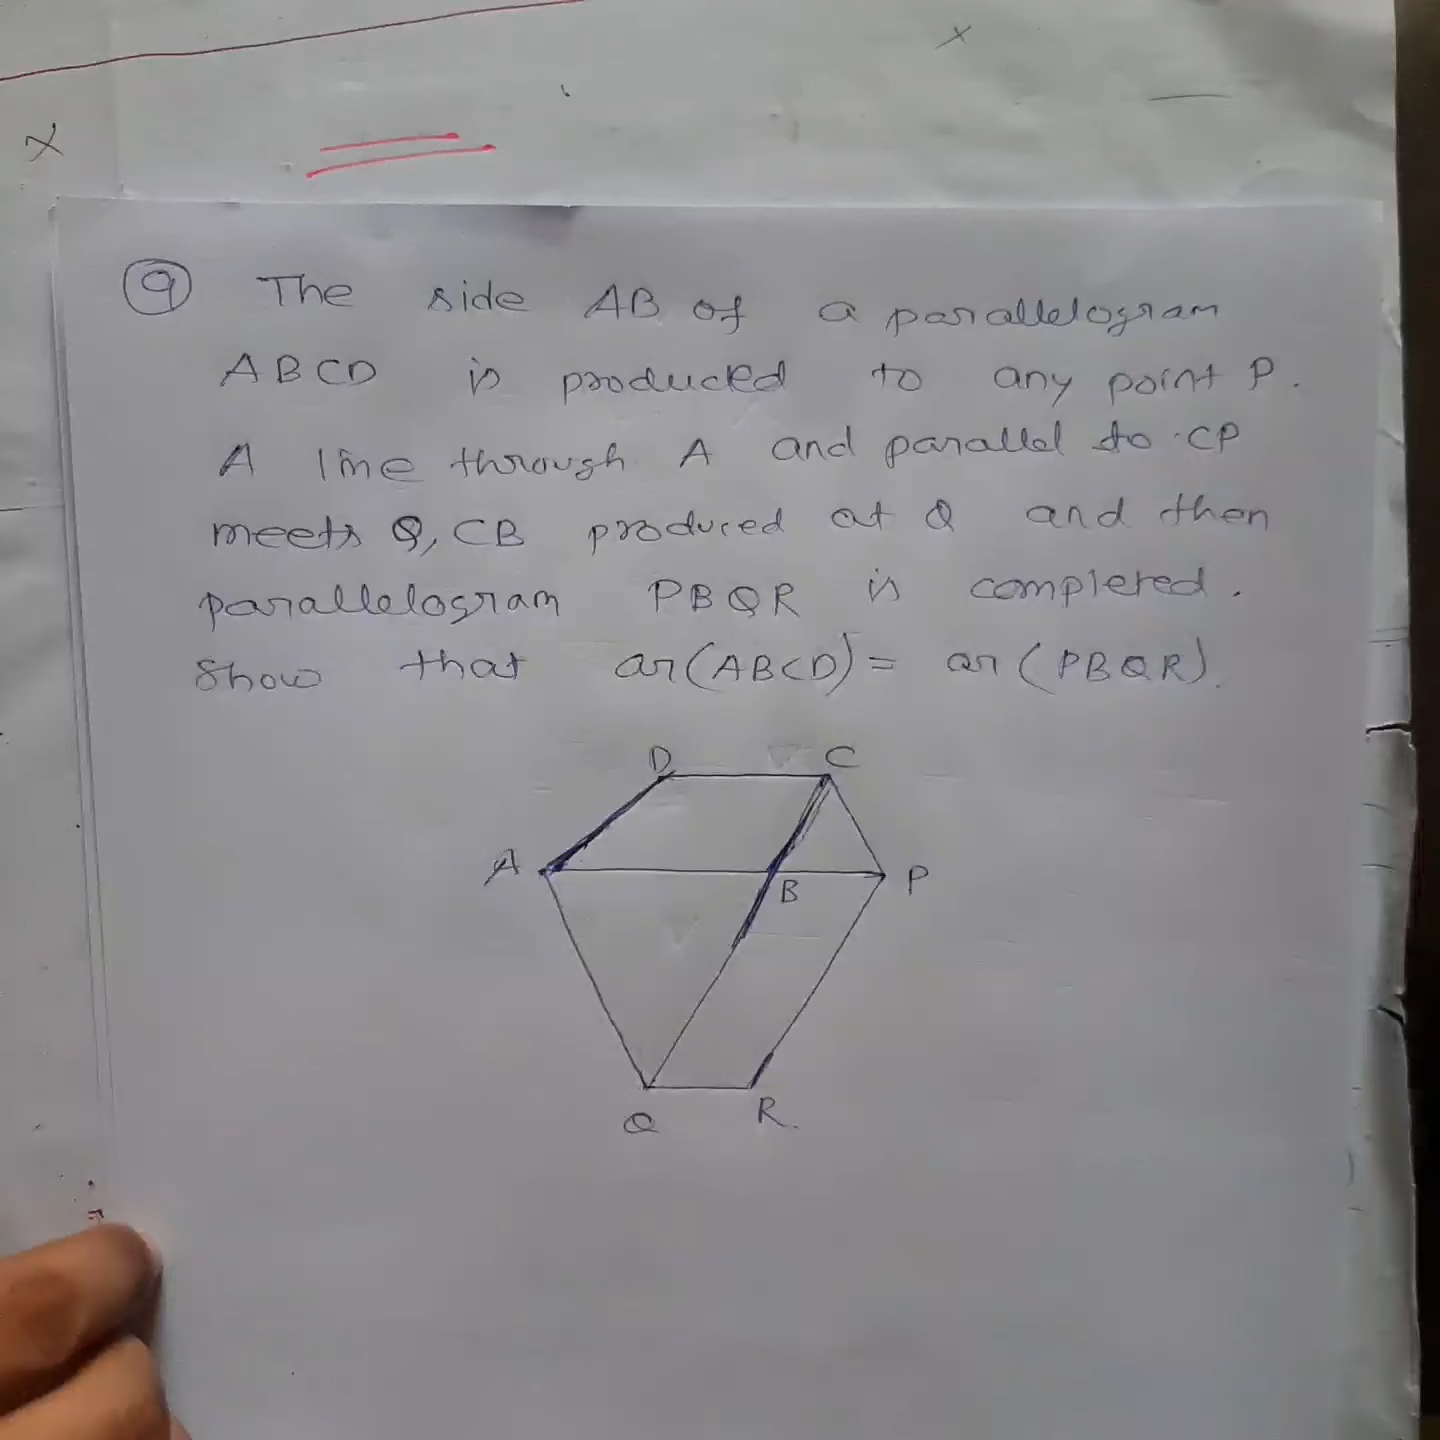 9 The side AB of a parallelogram
ABCD is produced to any point P.
A line through A and parallel to CP
meets Q, CB produced at Q and then
parallelogram PBQR is completed.
Show that ar(ABCD) = ar (PBQR).
D C
A B P
Q R.